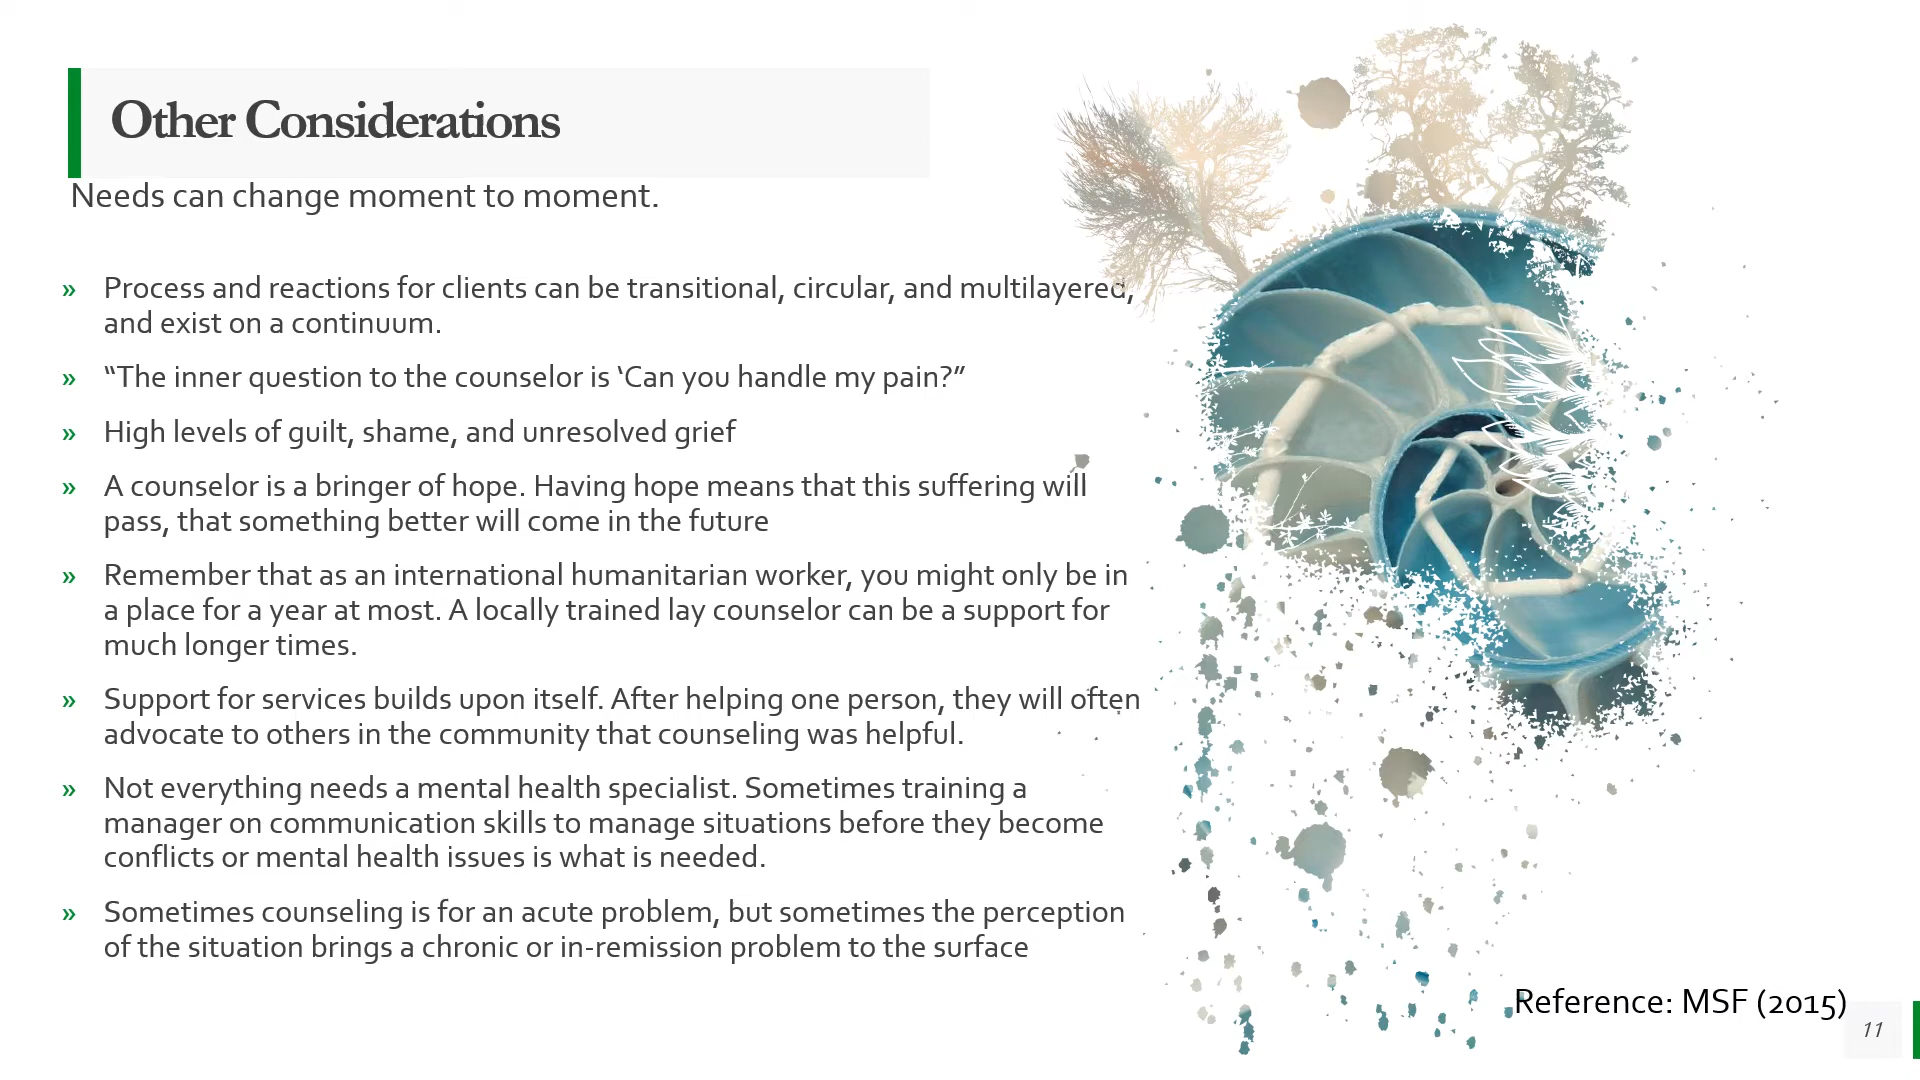 Other Considerations
Needs can change moment to moment.
» Process and reactions for clients can be transitional, circular, and multilayered,
and exist on a continuum.
» “The inner question to the counselor is ‘Can you handle my pain?”
» High levels of guilt, shame, and unresolved grief
» A counselor is a bringer of hope. Having hope means that this suffering will
pass, that something better will come in the future
» Remember that as an international humanitarian worker, you might only be in
a place for a year at most. A locally trained lay counselor can be a support for
much longer times.
» Support for services builds upon itself. After helping one person, they will often
advocate to others in the community that counseling was helpful.
» Not everything needs a mental health specialist. Sometimes training a
manager on communication skills to manage situations before they become
conflicts or mental health issues is what is needed.
» Sometimes counseling is for an acute problem, but sometimes the perception
of the situation brings a chronic or in-remission problem to the surface
Reference: MSF (2015)
11